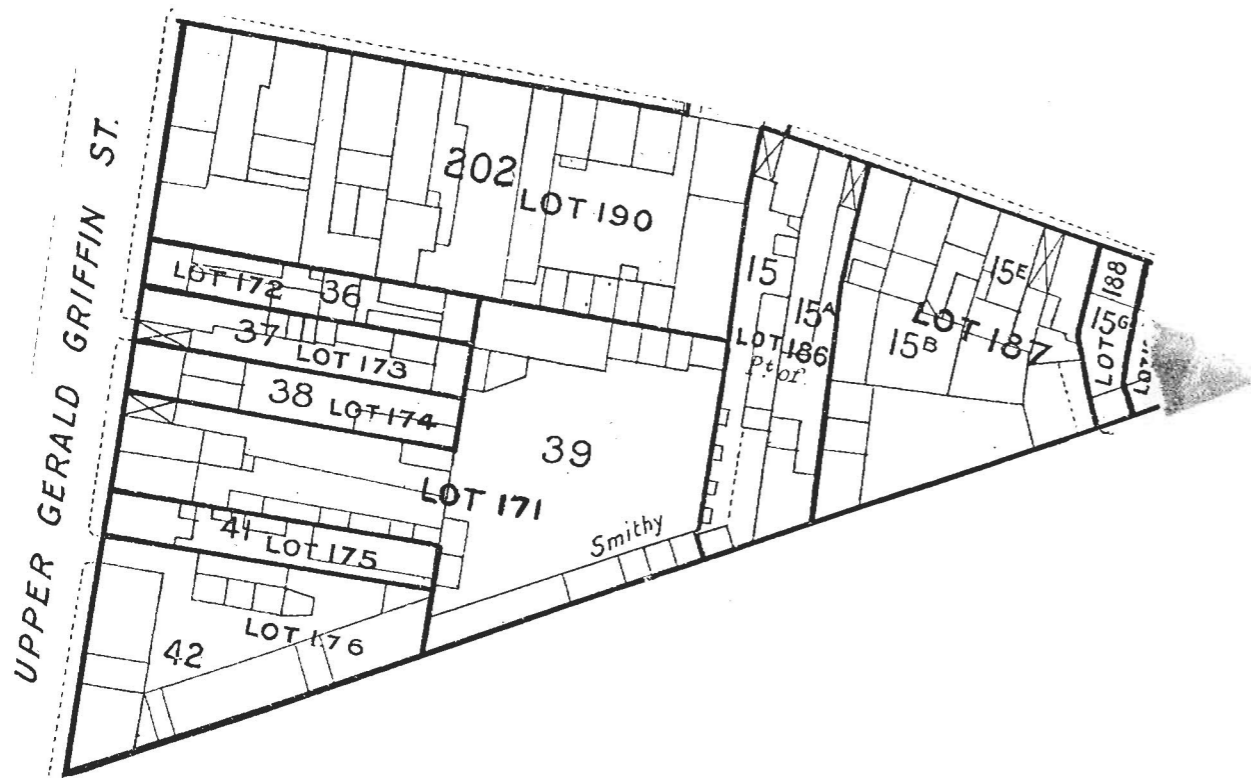 UPPER GERALD GRIFFIN ST.
202
LOT 190
LOT 172
36
37
LOT 173
38
LOT 174
39
LOT 171
Smithy
41
LOT 175
42
LOT 176
15
15A
LOT 186
Pt of
15B
15E
LOT 187
188
15G
LOT
LOT